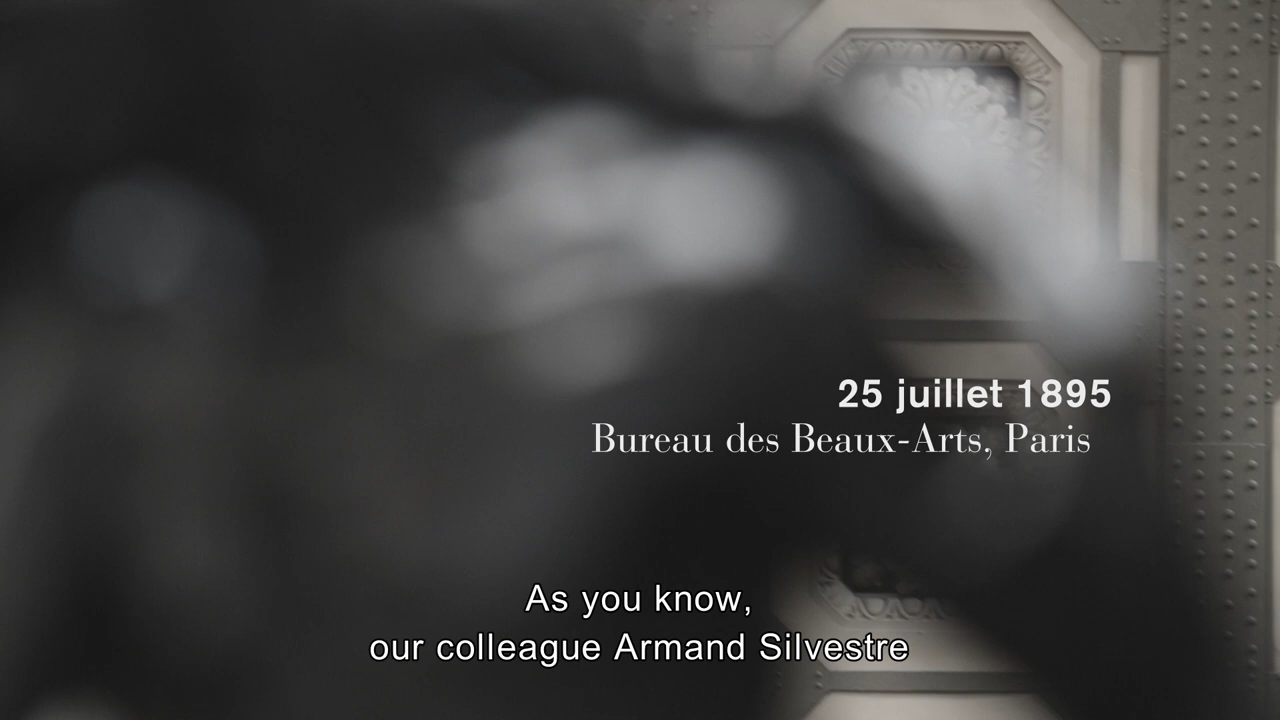 25 juillet 1895
Bureau des Beaux-Arts, Paris
As you know,
our colleague Armand Silvestre